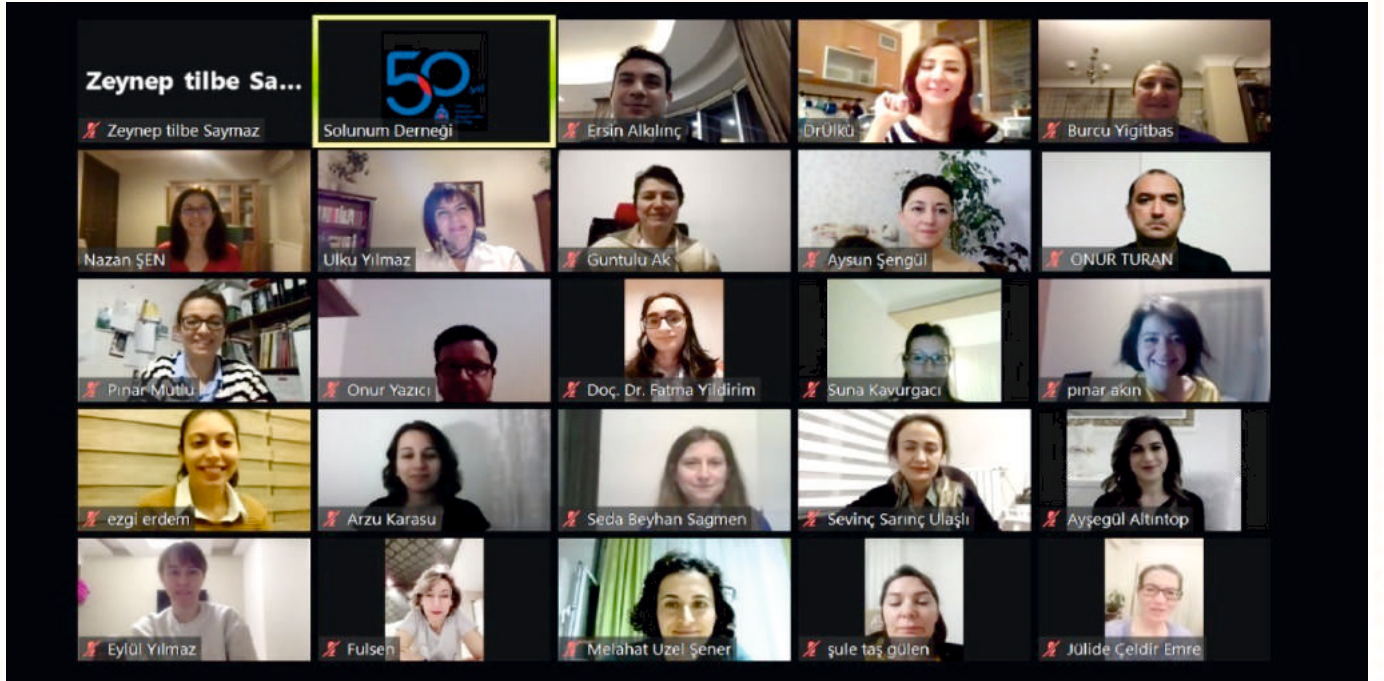 Zeynep tilbe Sa...
Zeynep tilbe Saymaz
50 yıl
Solunum Derneği
Ersin Alkılınç
DrÜlkü
Burcu Yigitbas
Nazan ŞEN
Ulku Yılmaz
Guntulu Ak
Aysun Şengül
ONUR TURAN
Pınar Mutlu
Onur Yazıcı
Doç. Dr. Fatma Yildirim
Suna Kavurgacı
pınar akın
ezgi erdem
Arzu Karasu
Seda Beyhan Sagmen
Sevinç Sarınç Ulaşlı
Ayşegül Altıntop
Eylül Yılmaz
Fulsen
Melahat Uzel Şener
şule taş gülen
Jülide Çeldir Emre